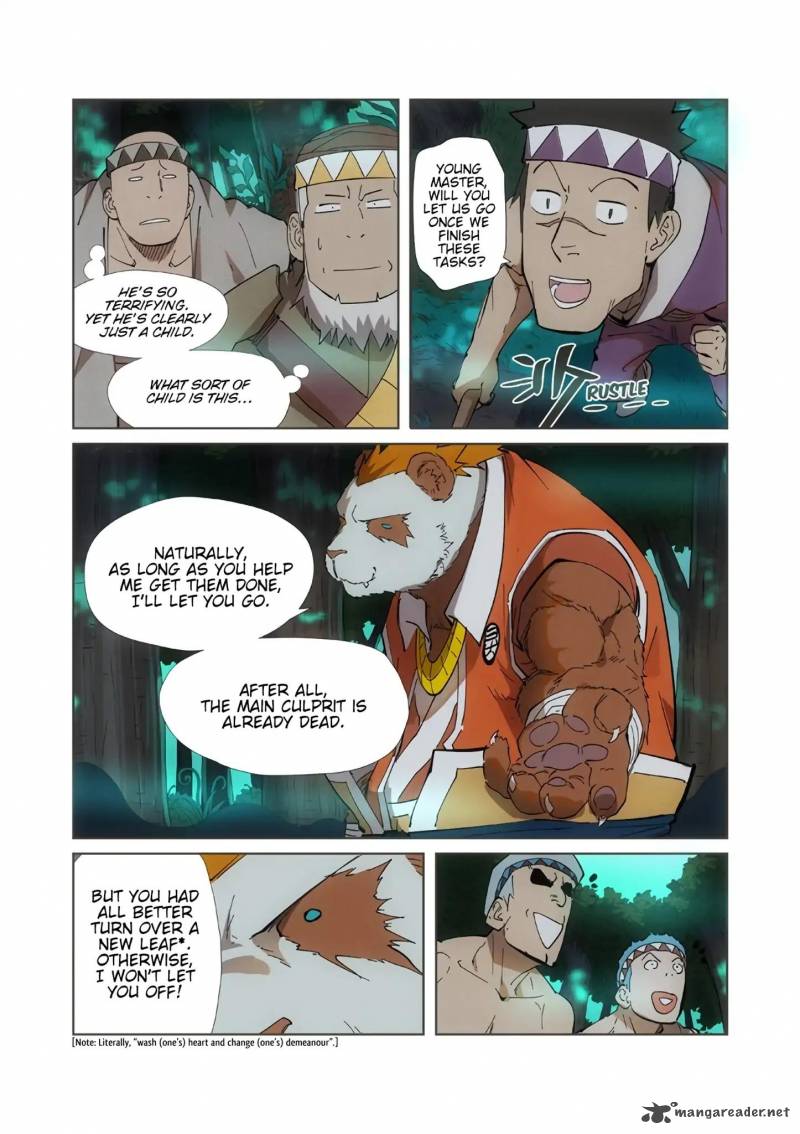 HE'S SO
TERRIFYING.
YET HE'S CLEARLY
JUST A CHILD.
WHAT SORT OF
CHILD IS THIS...
YOUNG
MASTER,
WILL YOU
LET US GO
ONCE WE
FINISH
THESE
TASKS?
RUSTLE
NATURALLY,
AS LONG AS YOU HELP
ME GET THEM DONE,
I'LL LET YOU GO.
AFTER ALL,
THE MAIN CULPRIT IS
ALREADY DEAD.
BUT YOU HAD
ALL BETTER
TURN OVER A
NEW LEAF*.
OTHERWISE,
I WON'T LET
YOU OFF!
[Note: Literally, "wash (one's) heart and change (one's) demeanour".]
mangareader.net